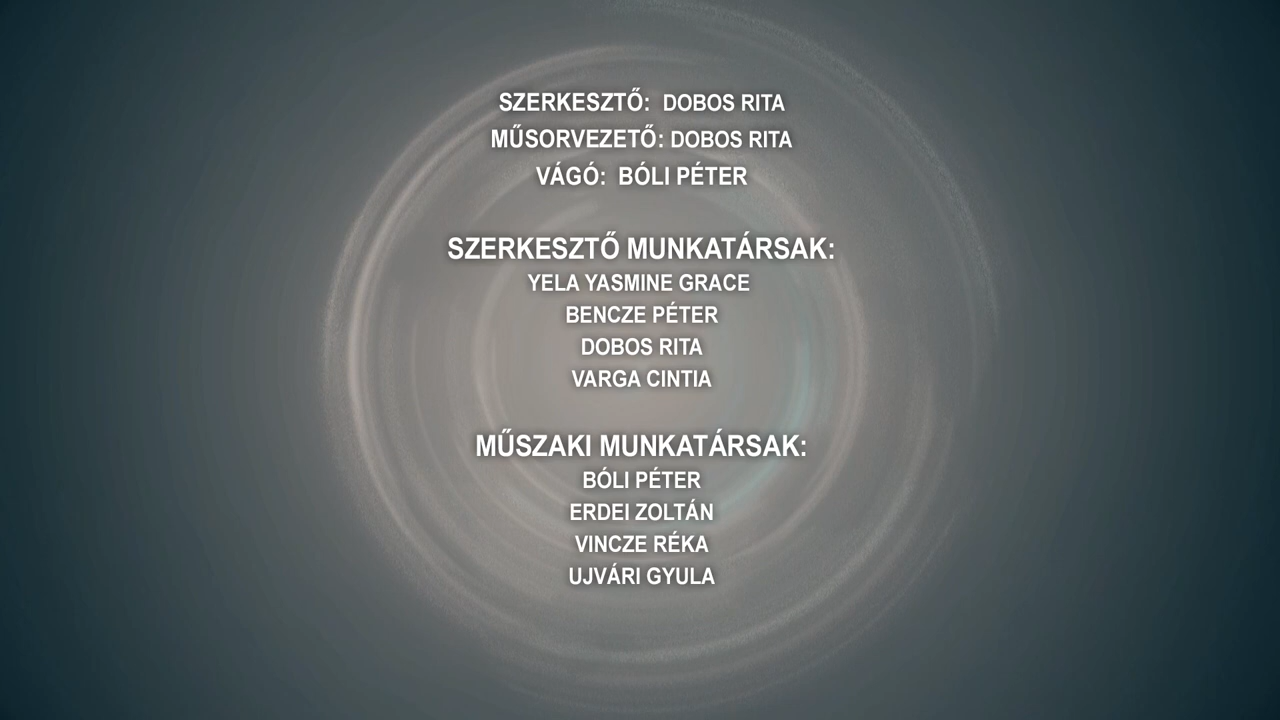 SZERKESZTŐ: DOBOS RITA
MŰSORVEZETŐ: DOBOS RITA
VÁGÓ: BÓLI PÉTER
SZERKESZTŐ MUNKATÁRSAK:
YELA YASMINE GRACE
BENCZE PÉTER
DOBOS RITA
VARGA CINTIA
MŰSZAKI MUNKATÁRSAK:
BÓLI PÉTER
ERDEI ZOLTÁN
VINCZE RÉKA
UJVÁRI GYULA